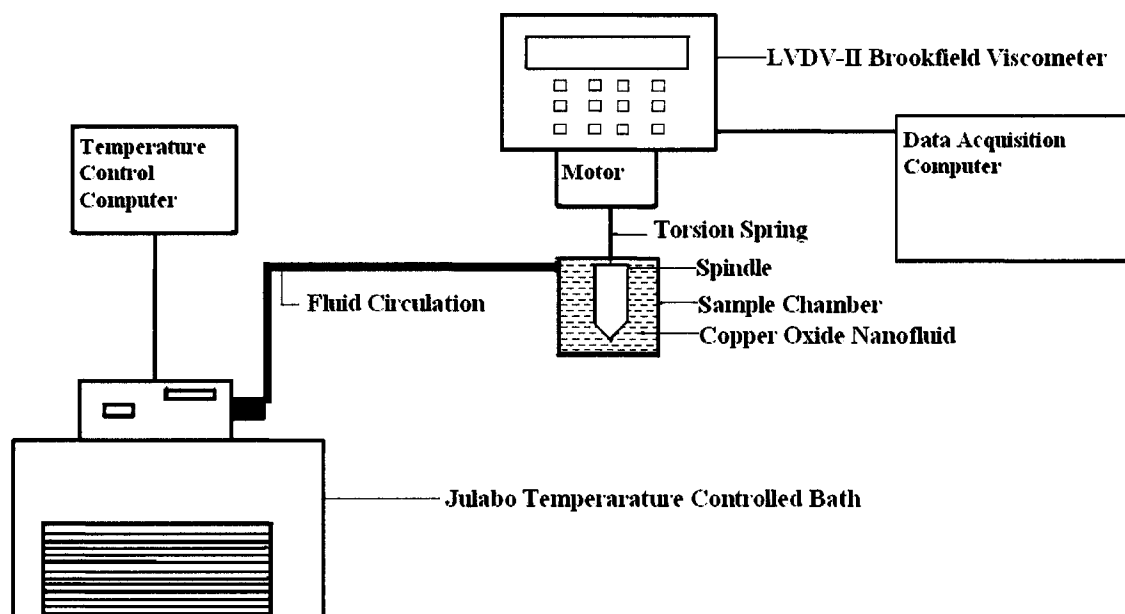 LVDV-II Brookfield Viscometer
Temperature
Control
Computer
Data Acquisition
Computer
Motor
Torsion Spring
Spindle
Fluid Circulation
Sample Chamber
Copper Oxide Nanofluid
Julabo Temperarature Controlled Bath